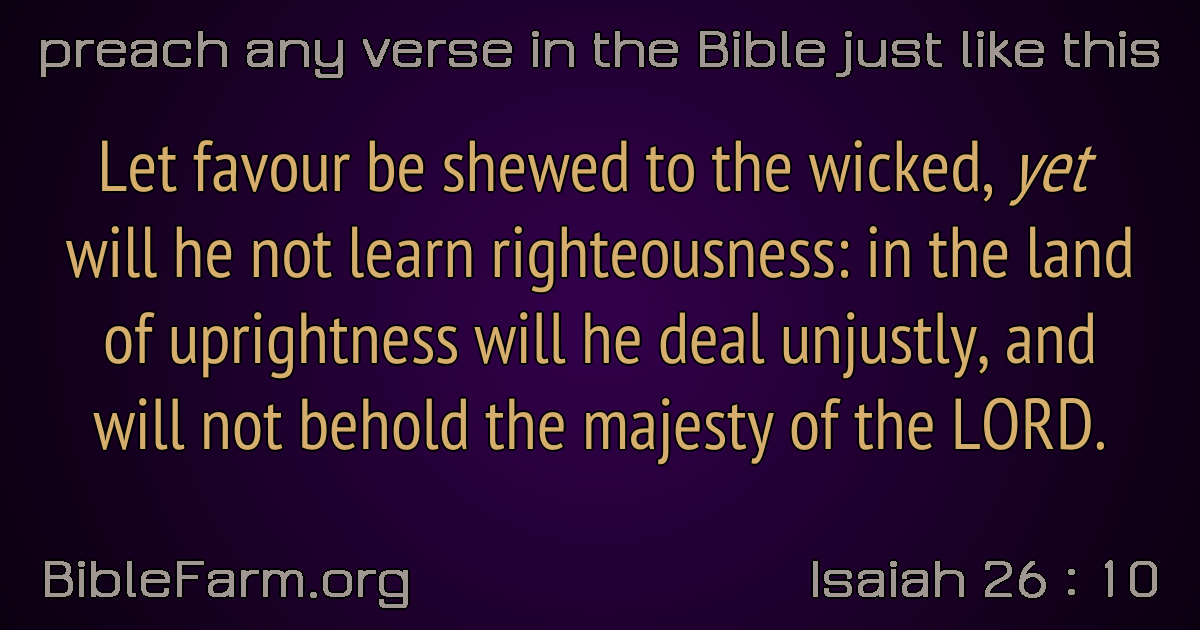 preach any verse in the Bible just like this
Let favour be shewed to the wicked, yet
will he not learn righteousness: in the land
of uprightness will he deal unjustly, and
will not behold the majesty of the LORD.
BibleFarm.org
Isaiah 26 : 10